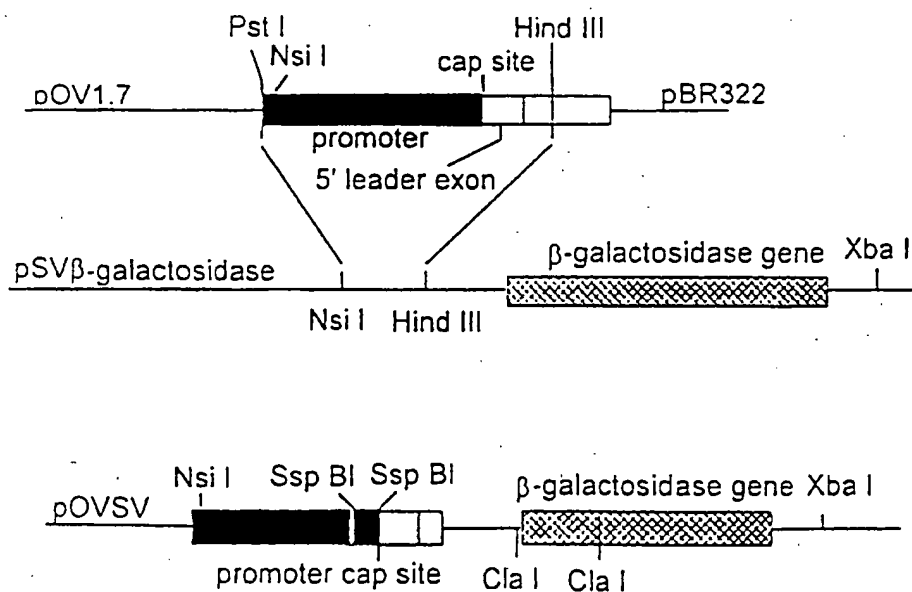 Pst I
Hind III
Nsi I
cap site
pOV1.7
pBR322
promoter
5' leader exon
pSVβ-galactosidase
β-galactosidase gene
Xba I
Nsi I
Hind III
Nsi I
Ssp BI
Ssp BI
β-galactosidase gene
Xba I
pOVSV
promoter
cap site
Cla I
Cla I